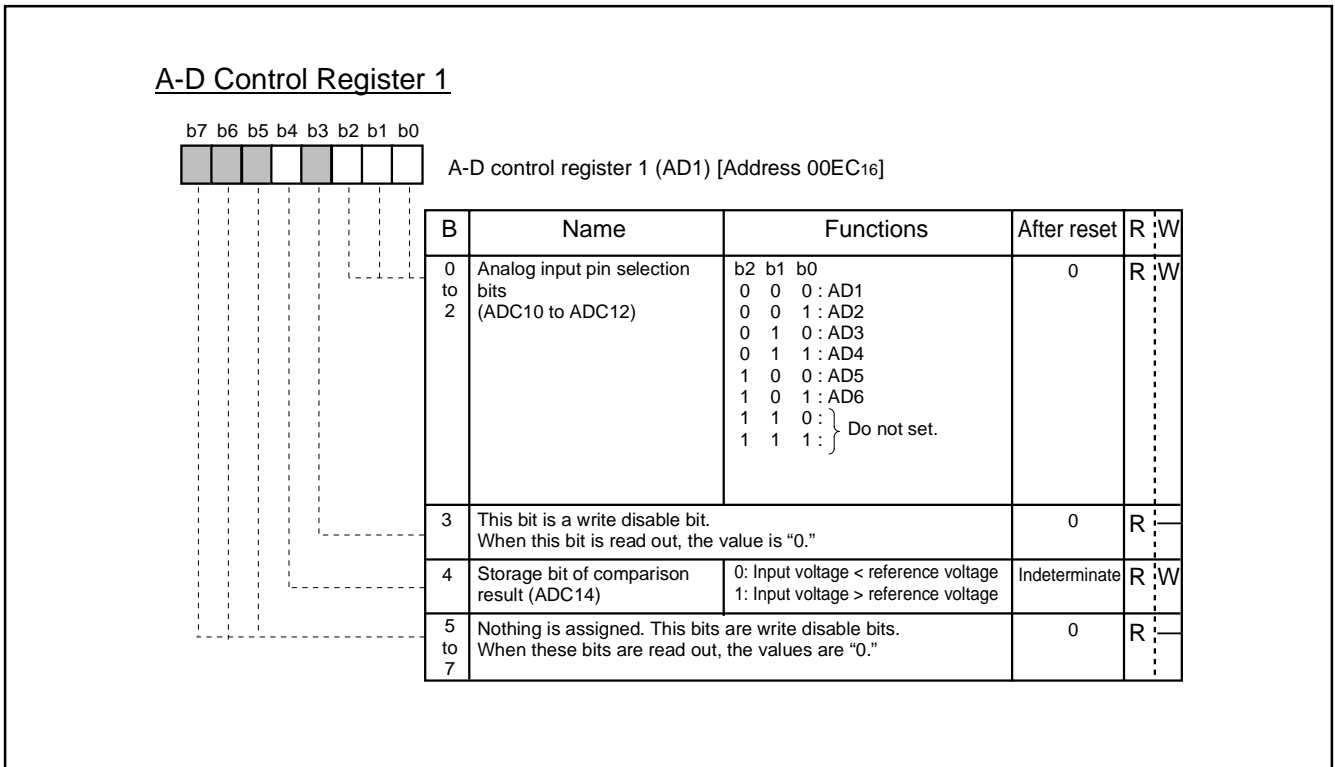 A-D Control Register 1
b7 b6 b5 b4 b3 b2 b1 b0
A-D control register 1 (AD1) [Address 00EC16]
B Name Functions After reset R W
0 to 2 Analog input pin selection bits (ADC10 to ADC12) 0 R W
b2 b1 b0
0 0 0 : AD1
0 0 1 : AD2
0 1 0 : AD3
0 1 1 : AD4
1 0 0 : AD5
1 0 1 : AD6
1 1 0 :
1 1 1 :
Do not set.
3 This bit is a write disable bit. 0 R —
When this bit is read out, the value is “0.”
4 Storage bit of comparison result (ADC14) Indeterminate R W
0: Input voltage < reference voltage
1: Input voltage > reference voltage
5 to 7 Nothing is assigned. This bits are write disable bits. 0 R —
When these bits are read out, the values are “0.”